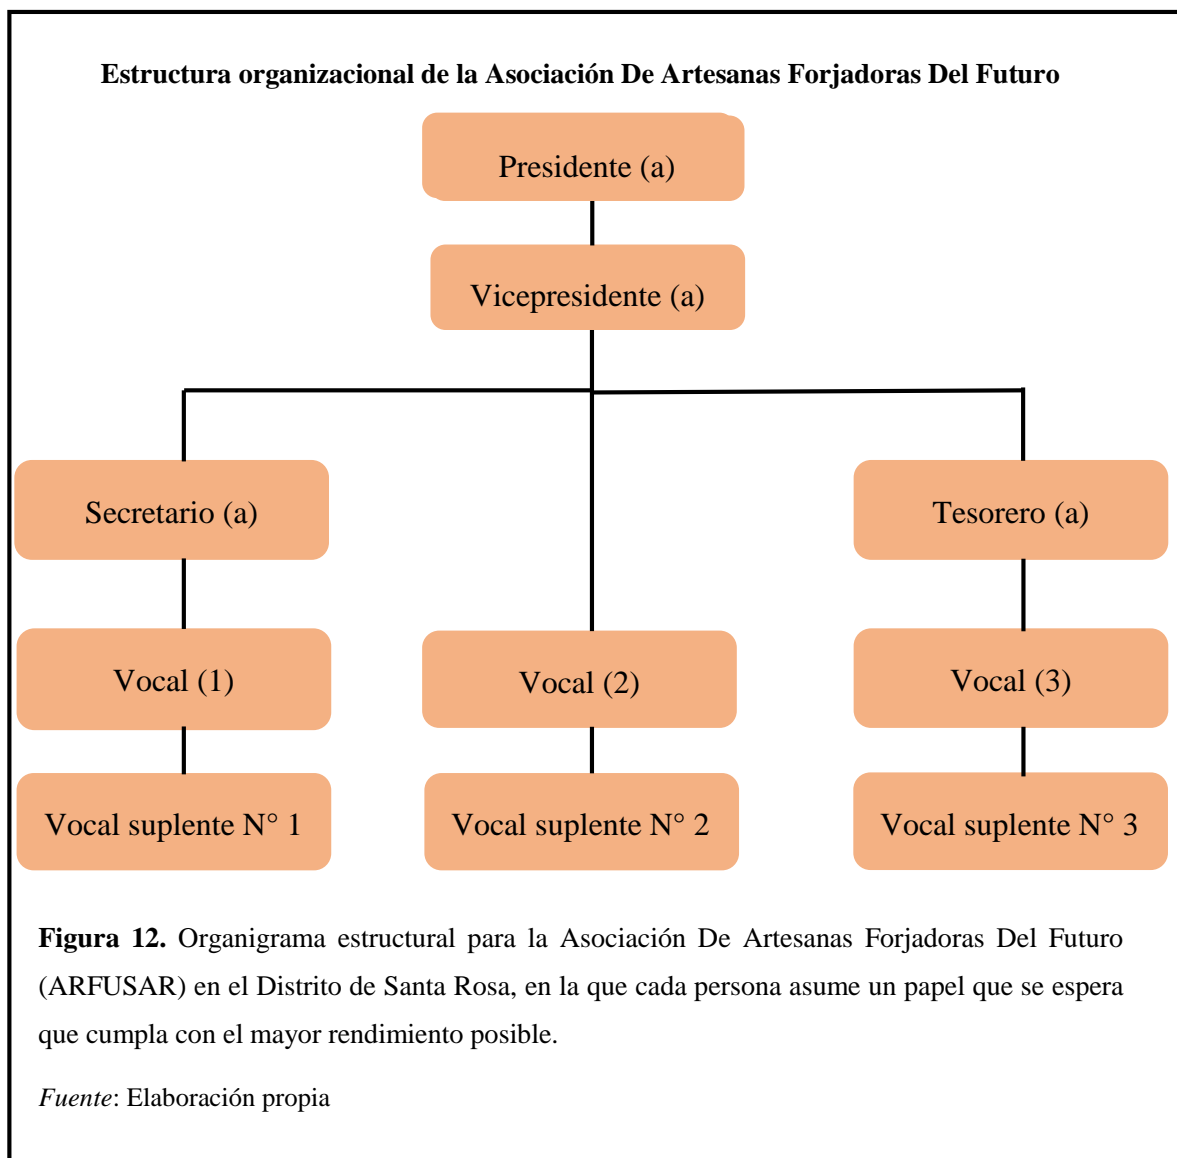 Estructura organizacional de la Asociación De Artesanas Forjadoras Del Futuro
Presidente (a)
Vicepresidente (a)
Secretario (a)
Tesorero (a)
Vocal (1)
Vocal (2)
Vocal (3)
Vocal suplente N° 1
Vocal suplente N° 2
Vocal suplente N° 3
Figura 12. Organigrama estructural para la Asociación De Artesanas Forjadoras Del Futuro
(ARFUSAR) en el Distrito de Santa Rosa, en la que cada persona asume un papel que se espera
que cumpla con el mayor rendimiento posible.
Fuente: Elaboración propia